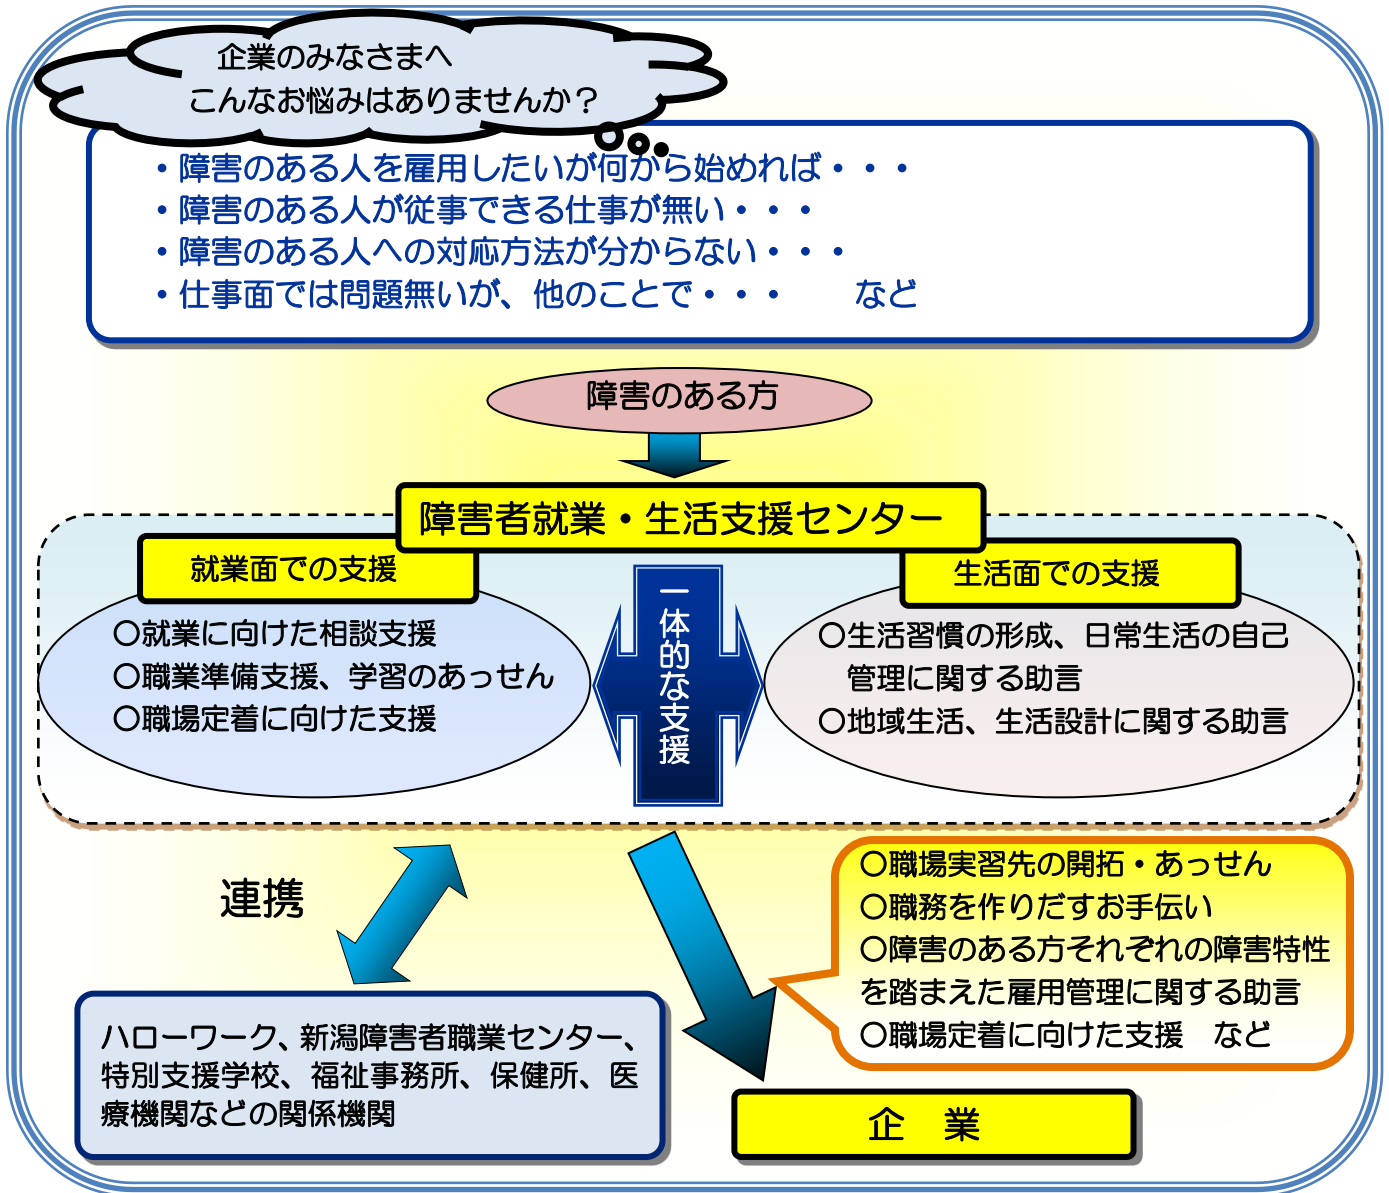 企業のみなさまへ
こんなお悩みはありませんか？
・障害のある人を雇用したいが何から始めれば・・・
・障害のある人が従事できる仕事が無い・・・
・障害のある人への対応方法が分からない・・・
・仕事面では問題無いが、他のことで・・・　　など
障害のある方
障害者就業・生活支援センター
就業面での支援
〇就業に向けた相談支援
〇職業準備支援、学習のあっせん
〇職場定着に向けた支援
一体的な支援
生活面での支援
〇生活習慣の形成、日常生活の自己
管理に関する助言
〇地域生活、生活設計に関する助言
連携
ハローワーク、新潟障害者職業センター、
特別支援学校、福祉事務所、保健所、医
療機関などの関係機関
〇職場実習先の開拓・あっせん
〇職務を作りだすお手伝い
〇障害のある方それぞれの障害特性
を踏まえた雇用管理に関する助言
〇職場定着に向けた支援　など
企　業